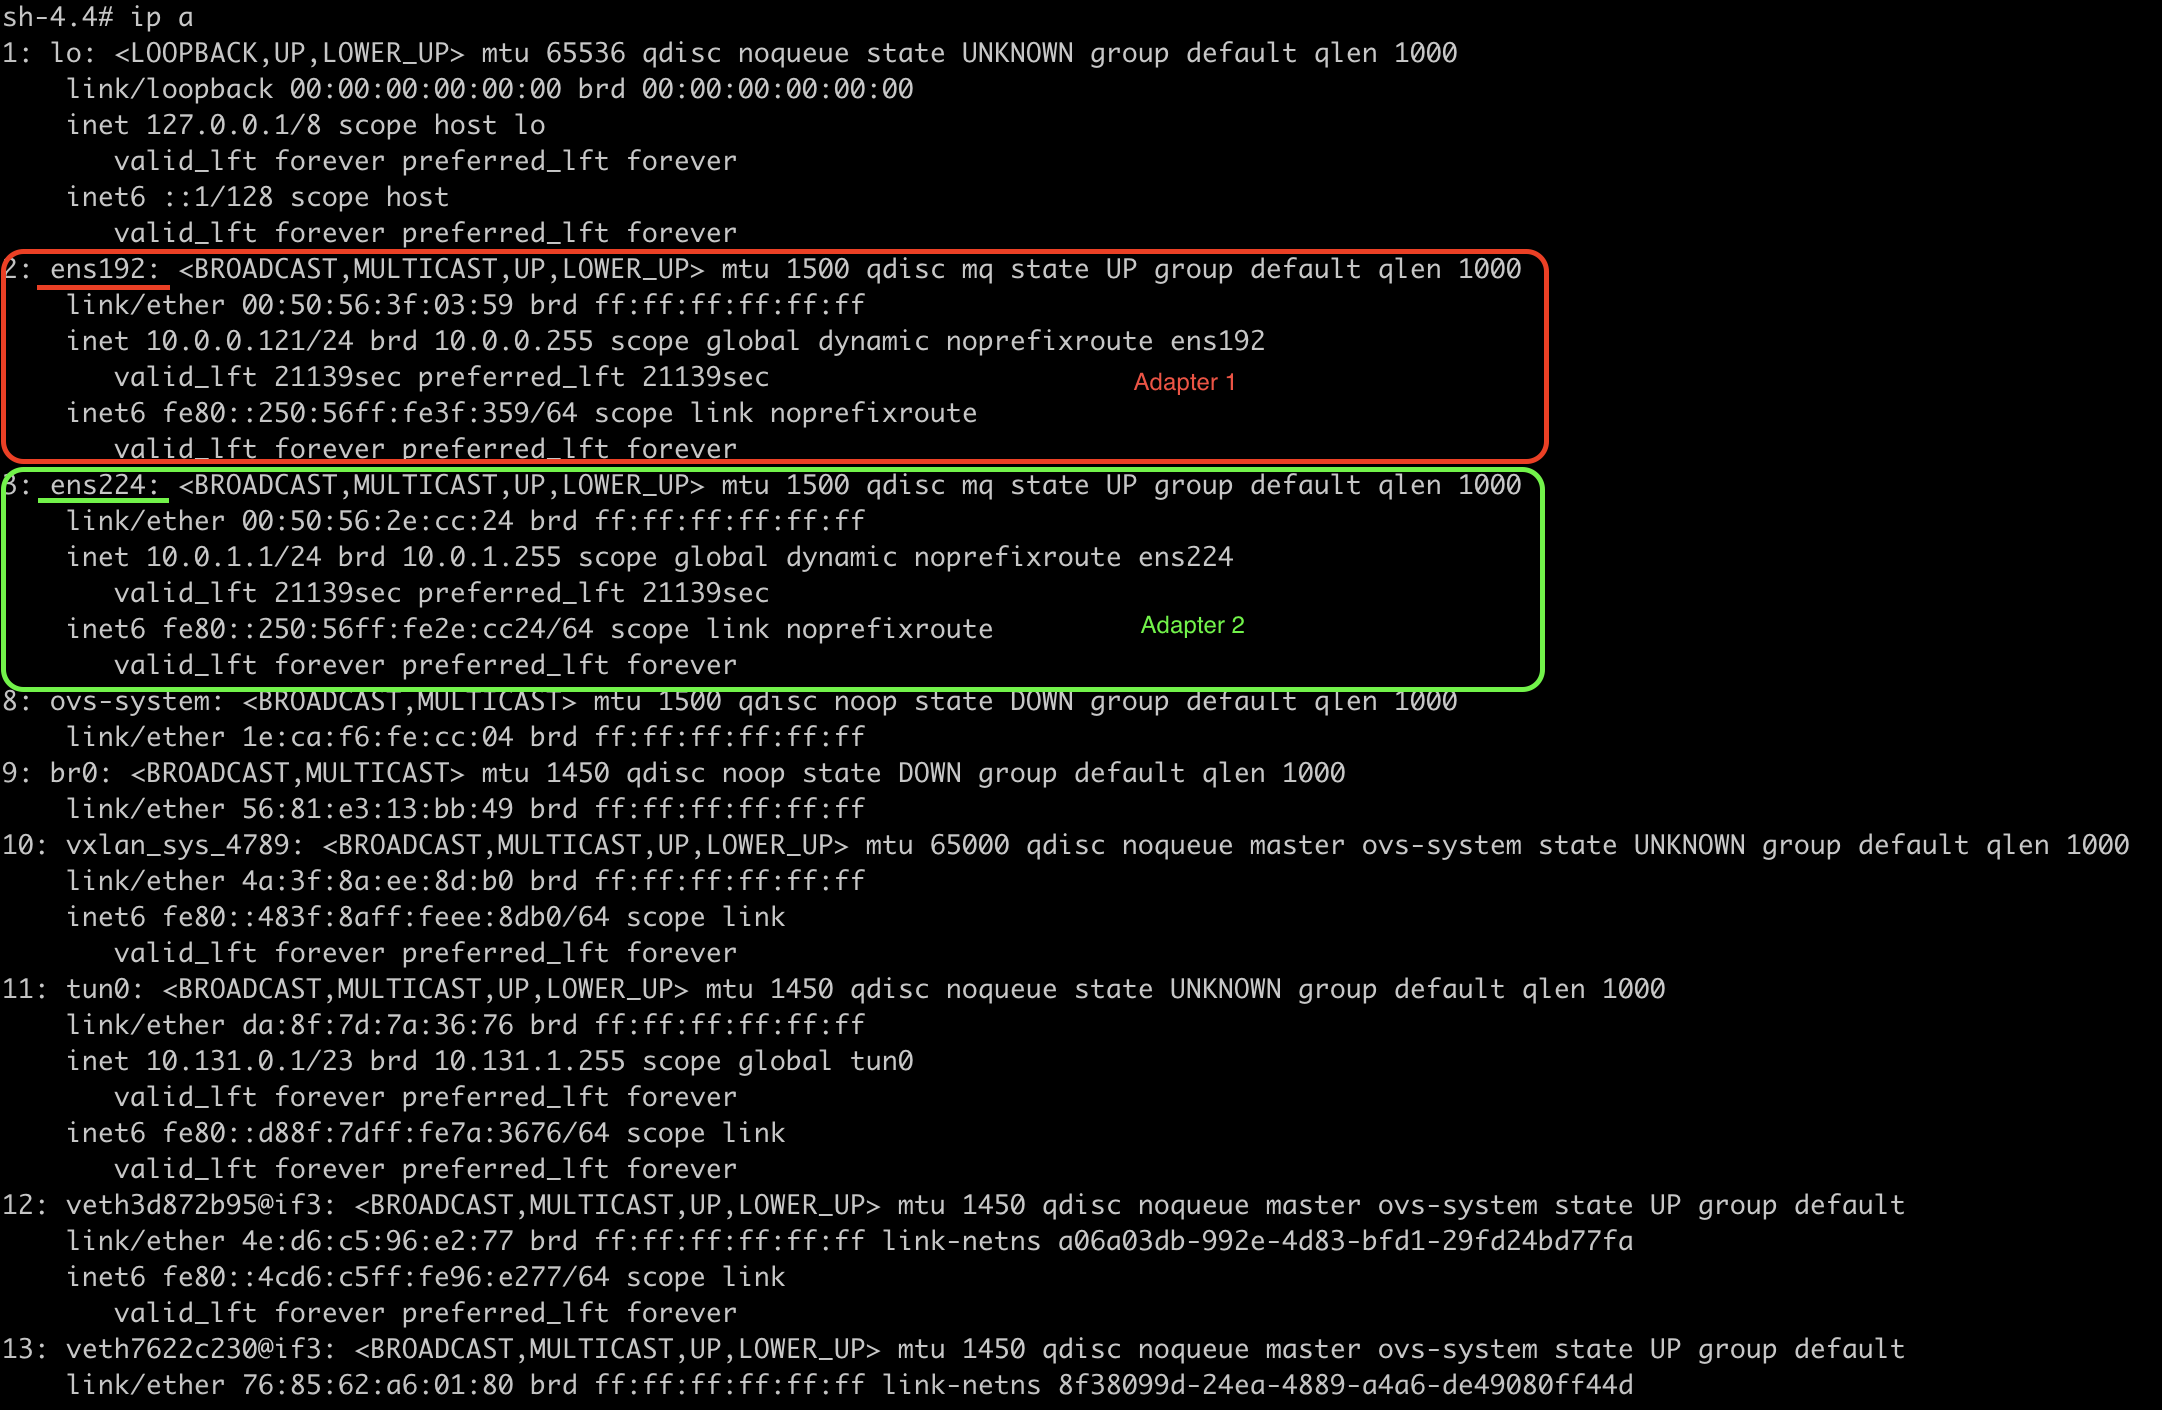 sh-4.4# ip a
1: lo: <LOOPBACK,UP,LOWER_UP> mtu 65536 qdisc noqueue state UNKNOWN group default qlen 1000
link/loopback 00:00:00:00:00:00 brd 00:00:00:00:00:00
inet 127.0.0.1/8 scope host lo
valid_lft forever preferred_lft forever
inet6 ::1/128 scope host
valid_lft forever preferred_lft forever
2: ens192: <BROADCAST,MULTICAST,UP,LOWER_UP> mtu 1500 qdisc mq state UP group default qlen 1000
link/ether 00:50:56:3f:03:59 brd ff:ff:ff:ff:ff:ff
inet 10.0.0.121/24 brd 10.0.0.255 scope global dynamic noprefixroute ens192
valid_lft 21139sec preferred_lft 21139sec
Adapter 1
inet6 fe80::250:56ff:fe3f:359/64 scope link noprefixroute
valid_lft forever preferred_lft forever
3: ens224: <BROADCAST,MULTICAST,UP,LOWER_UP> mtu 1500 qdisc mq state UP group default qlen 1000
link/ether 00:50:56:2e:cc:24 brd ff:ff:ff:ff:ff:ff
inet 10.0.1.1/24 brd 10.0.1.255 scope global dynamic noprefixroute ens224
valid_lft 21139sec preferred_lft 21139sec
inet6 fe80::250:56ff:fe2e:cc24/64 scope link noprefixroute
Adapter 2
valid_lft forever preferred_lft forever
8: ovs-system: <BROADCAST,MULTICAST> mtu 1500 qdisc noop state DOWN group default qlen 1000
link/ether 1e:ca:f6:fe:cc:04 brd ff:ff:ff:ff:ff:ff
9: br0: <BROADCAST,MULTICAST> mtu 1450 qdisc noop state DOWN group default qlen 1000
link/ether 56:81:e3:13:bb:49 brd ff:ff:ff:ff:ff:ff
10: vxlan_sys_4789: <BROADCAST,MULTICAST,UP,LOWER_UP> mtu 65000 qdisc noqueue master ovs-system state UNKNOWN group default qlen 1000
link/ether 4a:3f:8a:ee:8d:b0 brd ff:ff:ff:ff:ff:ff
inet6 fe80::483f:8aff:feee:8db0/64 scope link
valid_lft forever preferred_lft forever
11: tun0: <BROADCAST,MULTICAST,UP,LOWER_UP> mtu 1450 qdisc noqueue state UNKNOWN group default qlen 1000
link/ether da:8f:7d:7a:36:76 brd ff:ff:ff:ff:ff:ff
inet 10.131.0.1/23 brd 10.131.1.255 scope global tun0
valid_lft forever preferred_lft forever
inet6 fe80::d88f:7dff:fe7a:3676/64 scope link
valid_lft forever preferred_lft forever
12: veth3d872b95@if3: <BROADCAST,MULTICAST,UP,LOWER_UP> mtu 1450 qdisc noqueue master ovs-system state UP group default
link/ether 4e:d6:c5:96:e2:77 brd ff:ff:ff:ff:ff:ff link-netns a06a03db-992e-4d83-bfd1-29fd24bd77fa
inet6 fe80::4cd6:c5ff:fe96:e277/64 scope link
valid_lft forever preferred_lft forever
13: veth7622c230@if3: <BROADCAST,MULTICAST,UP,LOWER_UP> mtu 1450 qdisc noqueue master ovs-system state UP group default
link/ether 76:85:62:a6:01:80 brd ff:ff:ff:ff:ff:ff link-netns 8f38099d-24ea-4889-a4a6-de49080ff44d